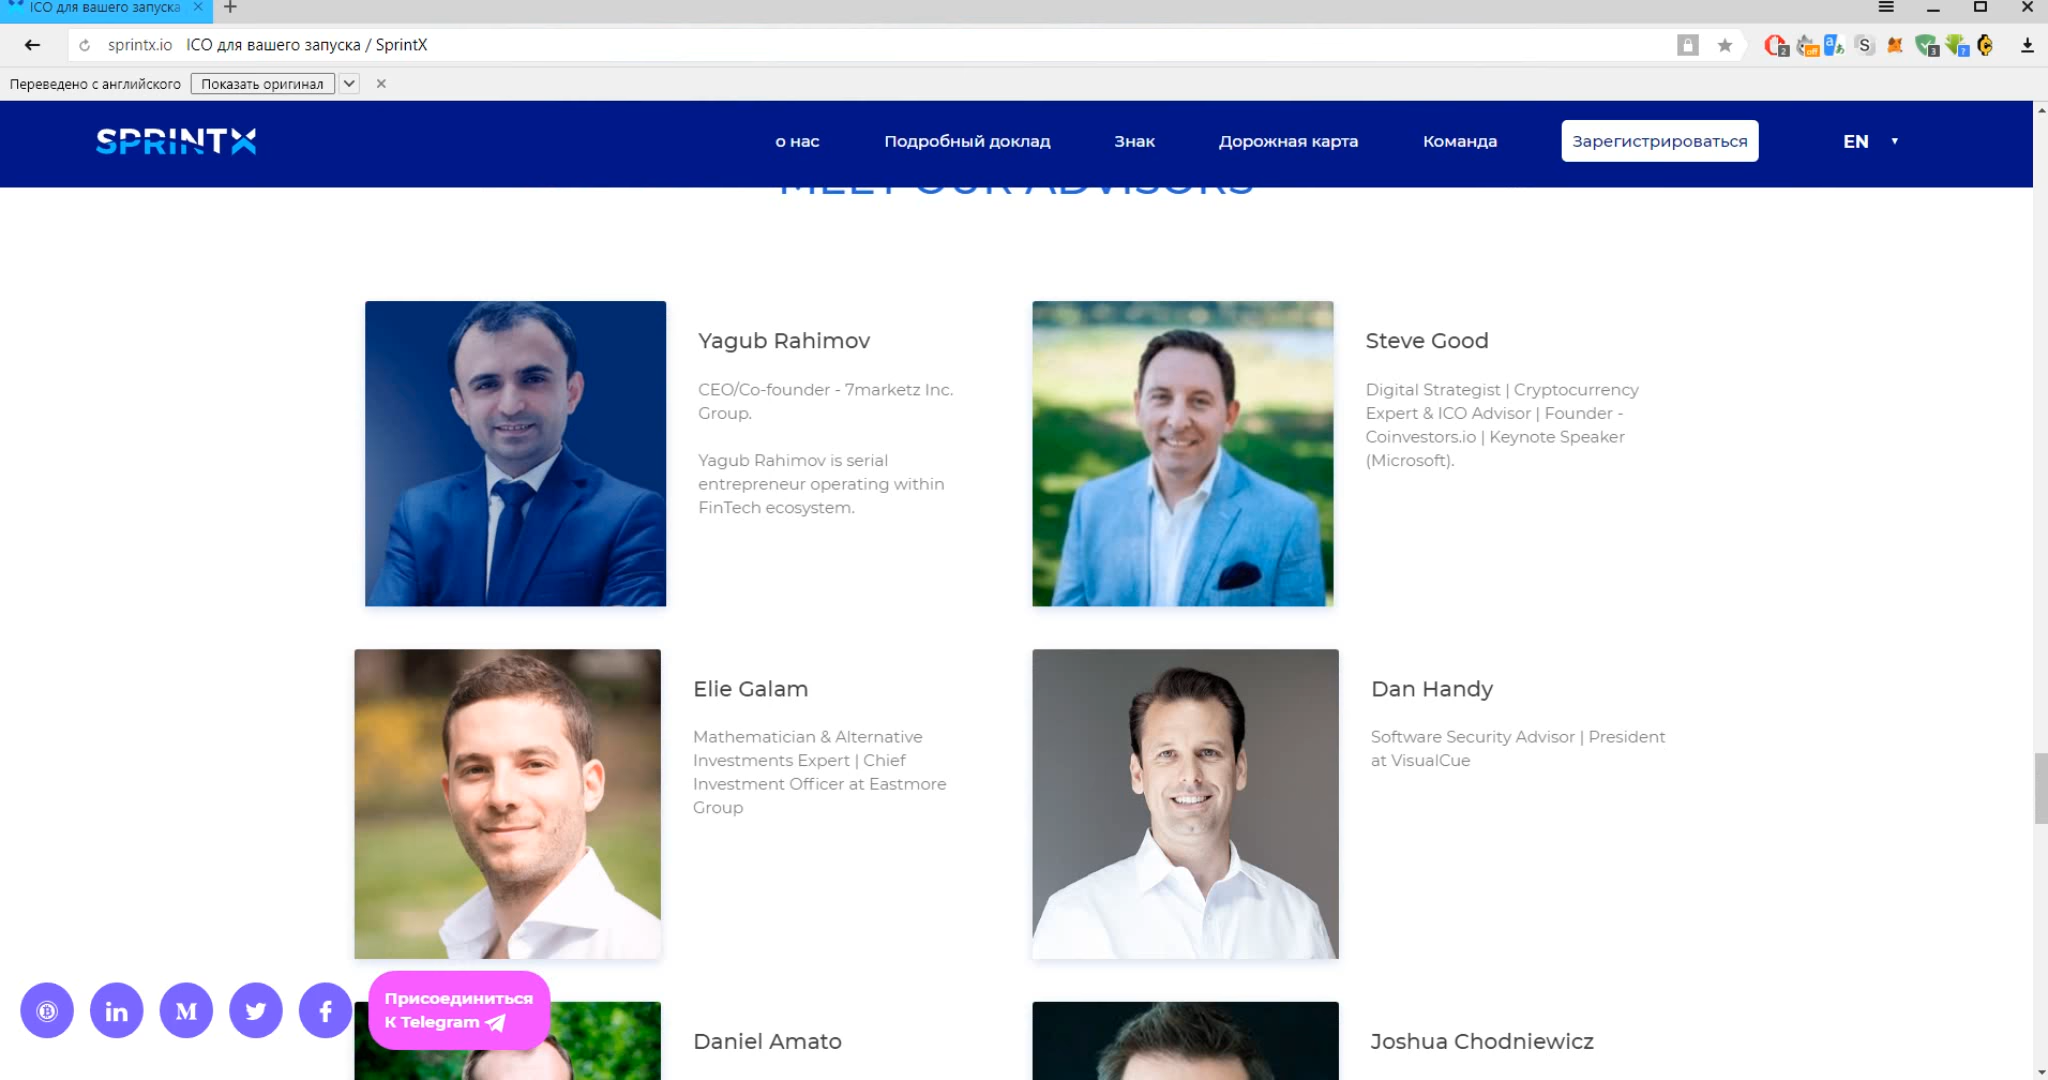 ICO для вашего запуска
sprintx.io ICO для вашего запуска / SprintX
Переведено с английского Показать оригинал
SPRINTX о нас Подробный доклад Знак Дорожная карта Команда Зарегистрироваться EN
MEET OUR ADVISORS
Yagub Rahimov
CEO/Co-founder - 7marketz Inc.
Group.
Yagub Rahimov is serial
entrepreneur operating within
FinTech ecosystem.
Steve Good
Digital Strategist | Cryptocurrency
Expert & ICO Advisor | Founder -
Coinvestors.io | Keynote Speaker
(Microsoft).
Elie Galam
Mathematician & Alternative
Investments Expert | Chief
Investment Officer at Eastmore
Group
Dan Handy
Software Security Advisor | President
at VisualCue
Присоединиться
К Telegram
Daniel Amato
Joshua Chodniewicz